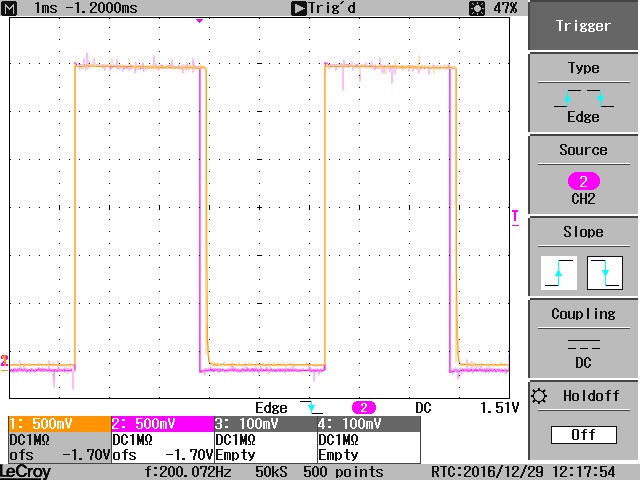 M 1ms -1.2000ms Trig'd 47%
Trigger
Type
Edge
Source
2
CH2
T
Slope
Coupling
DC
2
Holdoff
Off
Edge 2 DC 1.51V
1: 500mV 2: 500mV 3: 100mV 4: 100mV
DC1MΩ DC1MΩ DC1MΩ DC1MΩ
ofs -1.70V ofs -1.70V Empty Empty
LeCroy f:200.072Hz 50kS 500 points RTC:2016/12/29 12:17:54